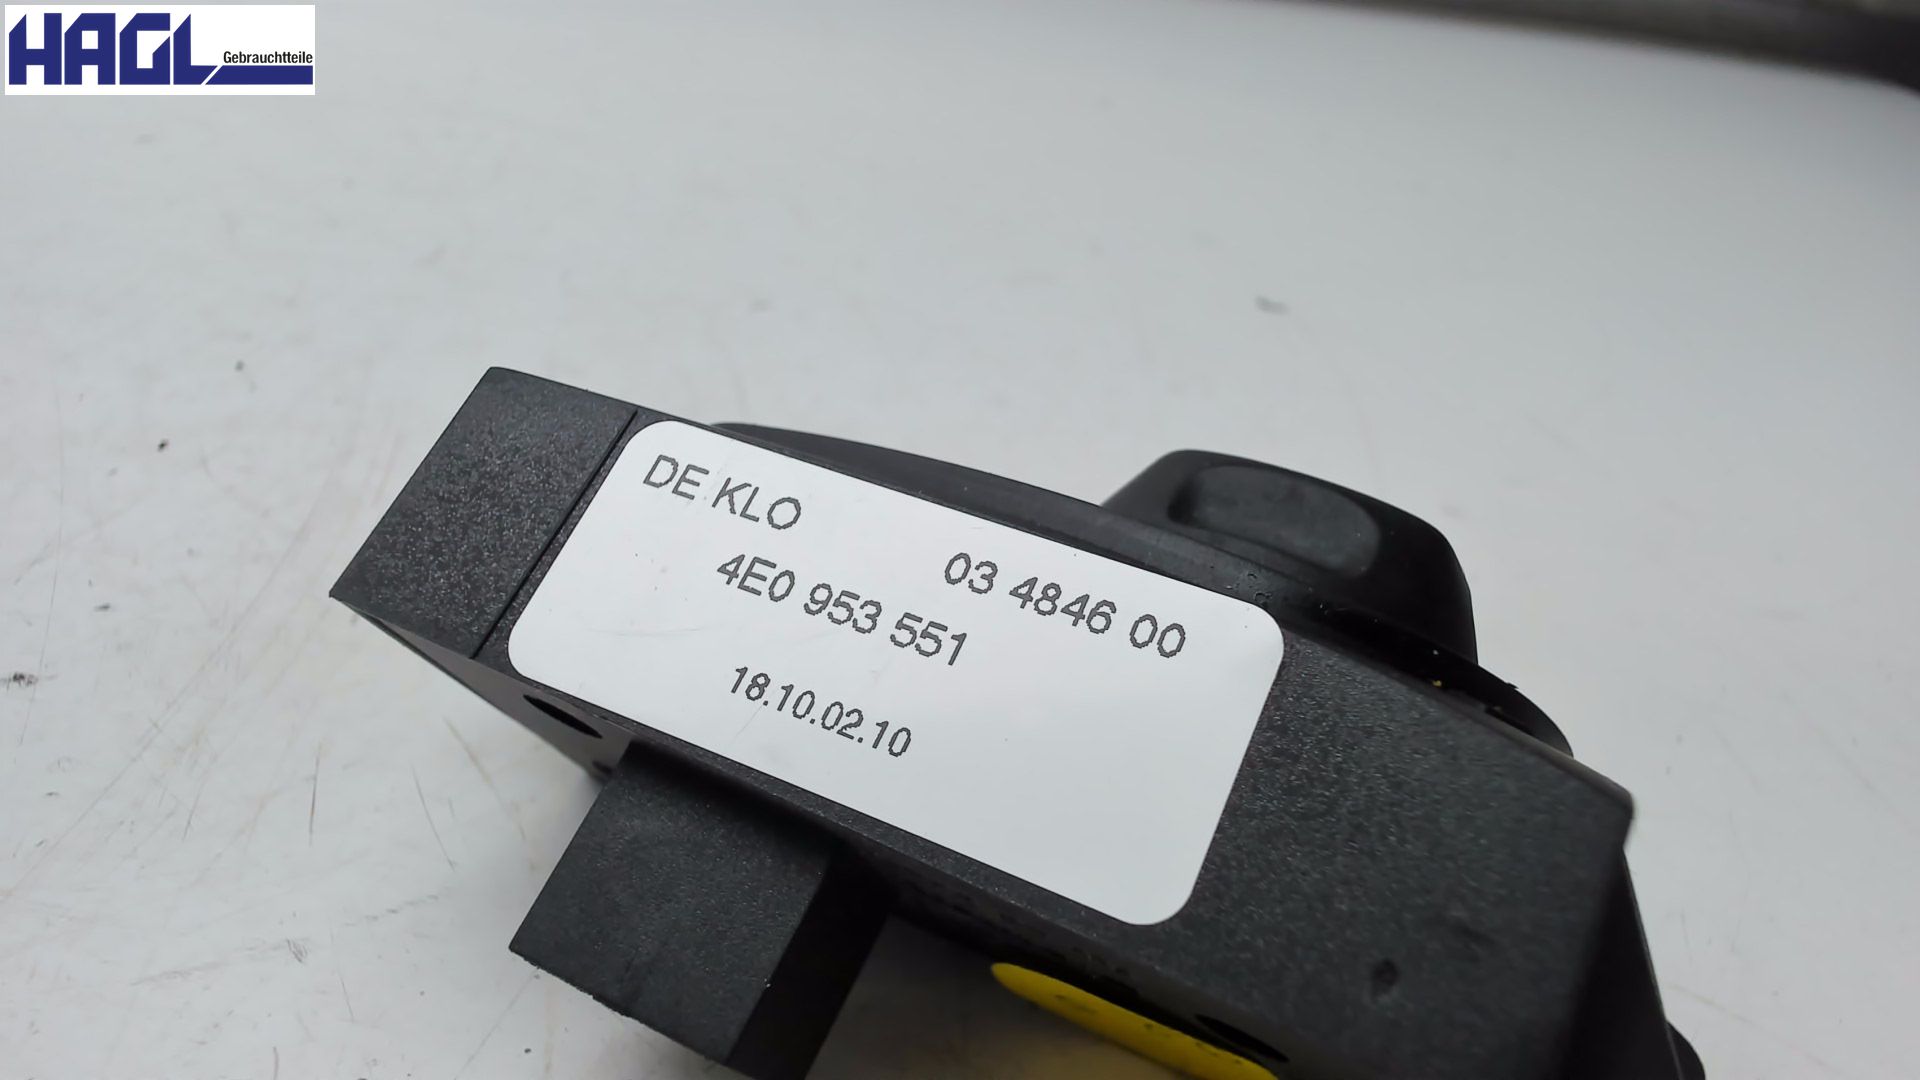 HAGL
Gebrauchtteile
DE KLO
03 4846 00
4E0 953 551
18.10.02.10